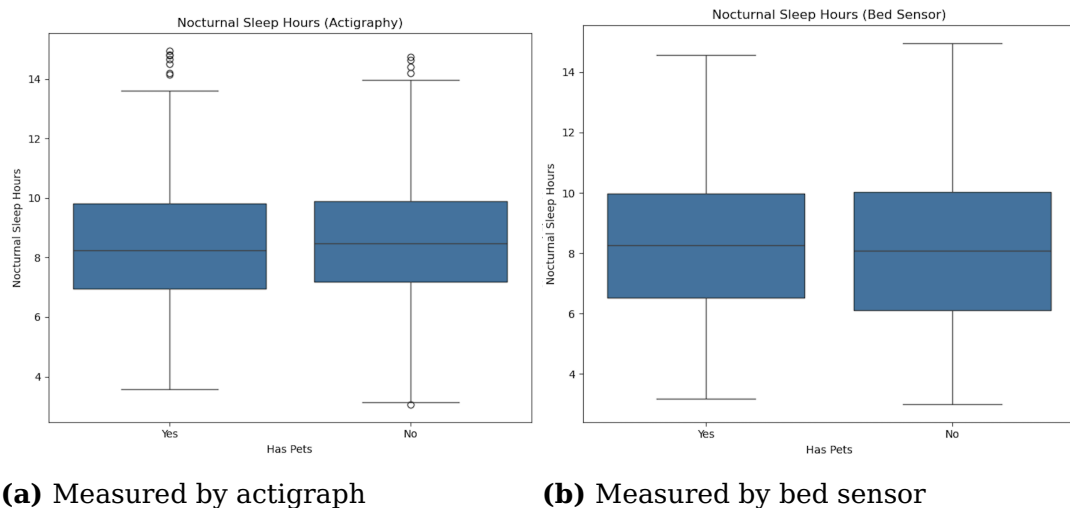 Nocturnal Sleep Hours (Actigraphy)
Nocturnal Sleep Hours
14
12
10
8
6
4
Yes
No
Has Pets
(a) Measured by actigraph
Nocturnal Sleep Hours (Bed Sensor)
Nocturnal Sleep Hours
14
12
10
8
6
4
Yes
No
Has Pets
(b) Measured by bed sensor